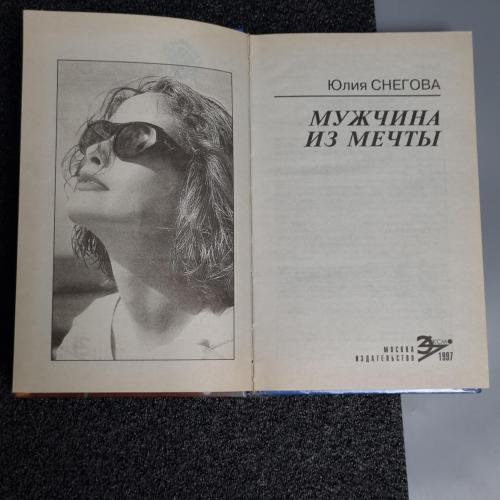 Юлия СНЕГОВА
МУЖЧИНА
ИЗ МЕЧТЫ
МОСКВА
ИЗДАТЕЛЬСТВО
ЭКСМО
1997